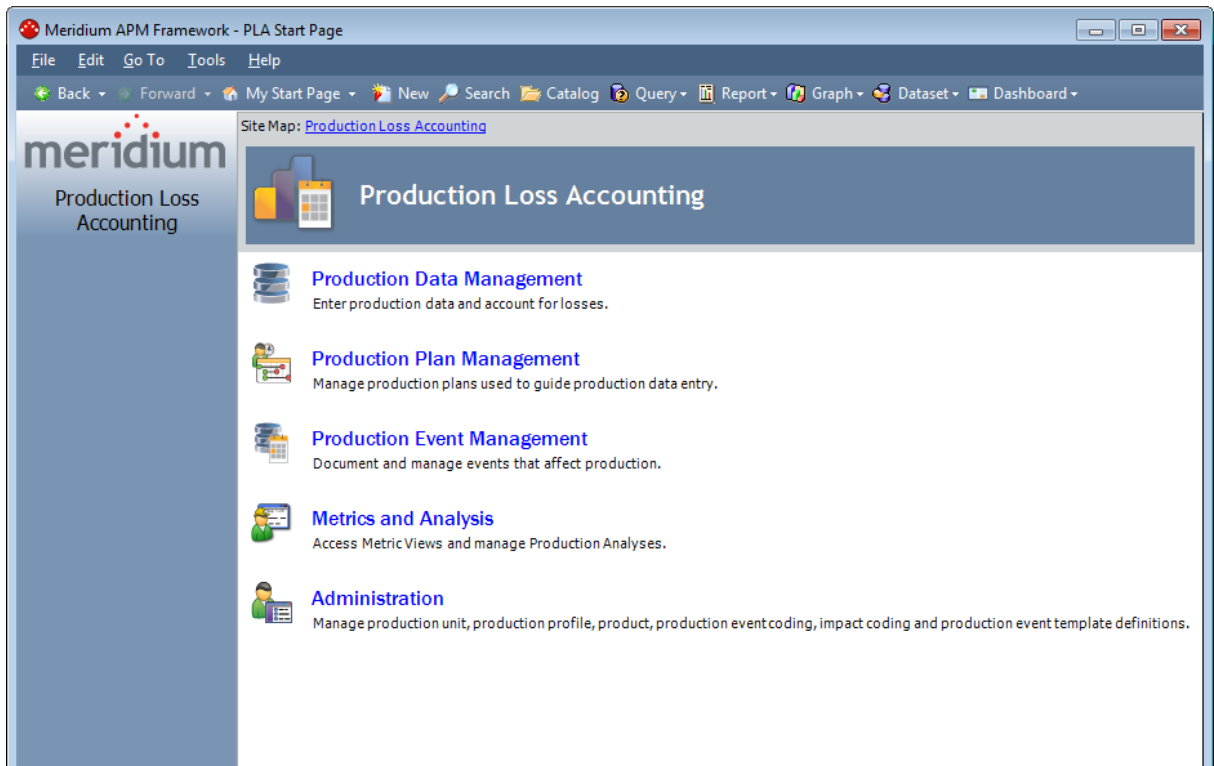 Meridium APM Framework - PLA Start Page
File Edit Go To Tools Help
Back Forward My Start Page New Search Catalog Query Report Graph Dataset Dashboard
meridium
Production Loss
Accounting
Site Map: Production Loss Accounting
Production Loss Accounting
Production Data Management
Enter production data and account for losses.
Production Plan Management
Manage production plans used to guide production data entry.
Production Event Management
Document and manage events that affect production.
Metrics and Analysis
Access Metric Views and manage Production Analyses.
Administration
Manage production unit, production profile, product, production event coding, impact coding and production event template definitions.